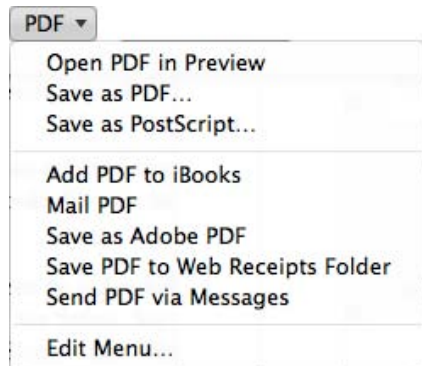 PDF
Open PDF in Preview
Save as PDF...
Save as PostScript...
Add PDF to iBooks
Mail PDF
Save as Adobe PDF
Save PDF to Web Receipts Folder
Send PDF via Messages
Edit Menu...